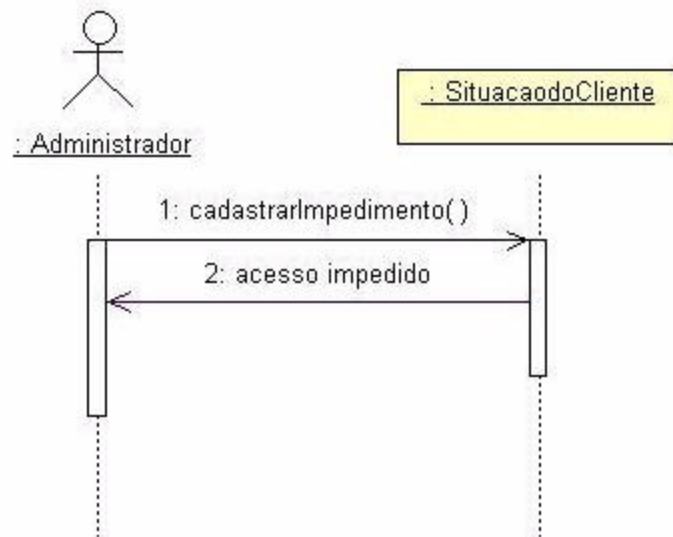 : Administrador
: SituacaodoCliente
1: cadastrarImpedimento( )
2: acesso impedido